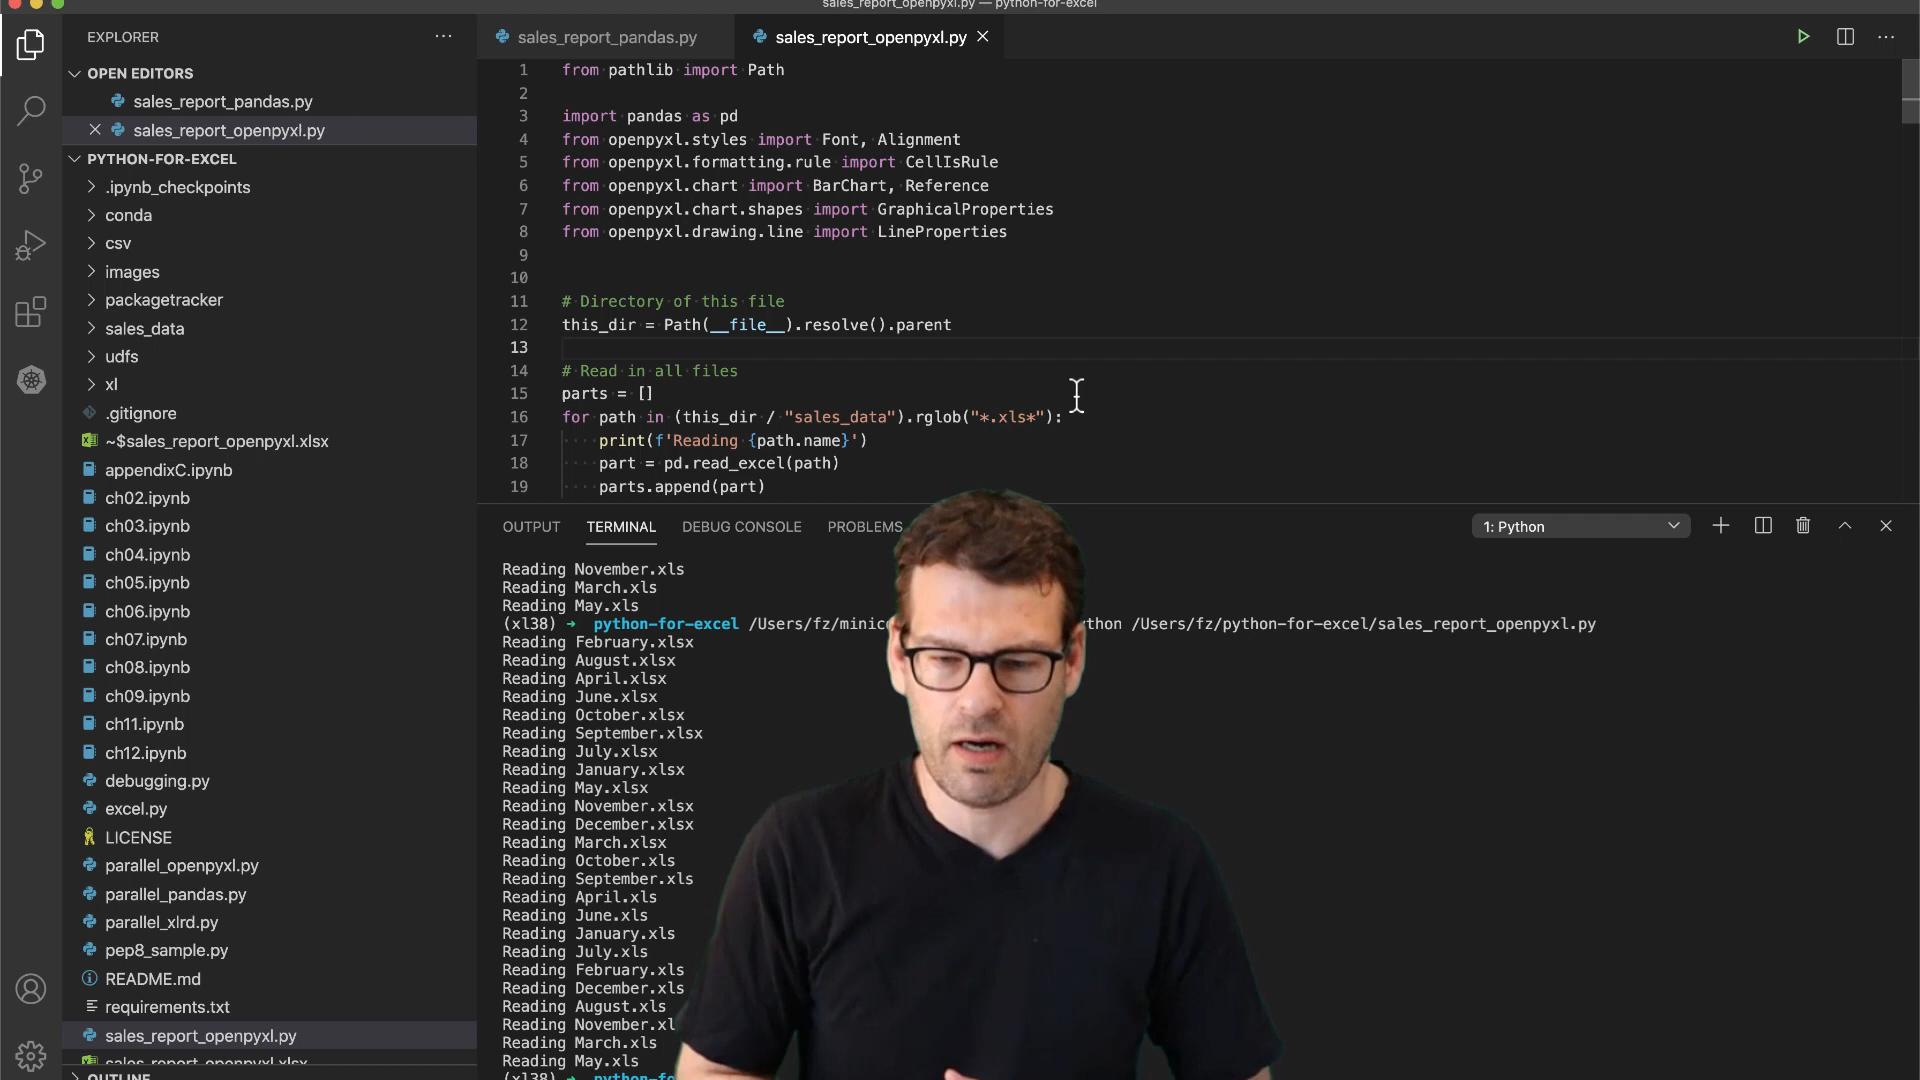 sales_report_openpyxl.py — python-for-excel
EXPLORER
OPEN EDITORS
sales_report_pandas.py
sales_report_openpyxl.py
PYTHON-FOR-EXCEL
.ipynb_checkpoints
conda
csv
images
packagetracker
sales_data
udfs
xl
.gitignore
~$sales_report_openpyxl.xlsx
appendixC.ipynb
ch02.ipynb
ch03.ipynb
ch04.ipynb
ch05.ipynb
ch06.ipynb
ch07.ipynb
ch08.ipynb
ch09.ipynb
ch11.ipynb
ch12.ipynb
debugging.py
excel.py
LICENSE
parallel_openpyxl.py
parallel_pandas.py
parallel_xlrd.py
pep8_sample.py
README.md
requirements.txt
sales_report_openpyxl.py
sales_report_openpyxl.xlsx
OUTLINE
sales_report_pandas.py
sales_report_openpyxl.py
1 from pathlib import Path
2
3 import pandas as pd
4 from openpyxl.styles import Font, Alignment
5 from openpyxl.formatting.rule import CellIsRule
6 from openpyxl.chart import BarChart, Reference
7 from openpyxl.chart.shapes import GraphicalProperties
8 from openpyxl.drawing.line import LineProperties
9
10
11 # Directory of this file
12 this_dir = Path(__file__).resolve().parent
13
14 # Read in all files
15 parts = []
16 for path in (this_dir / "sales_data").rglob("*.xls*"):
17 print(f'Reading {path.name}')
18 part = pd.read_excel(path)
19 parts.append(part)
OUTPUT TERMINAL DEBUG CONSOLE PROBLEMS
1: Python
Reading November.xls
Reading March.xls
Reading May.xls
(xl38) → python-for-excel /Users/fz/minic thon /Users/fz/python-for-excel/sales_report_openpyxl.py
Reading February.xlsx
Reading August.xlsx
Reading April.xlsx
Reading June.xlsx
Reading October.xlsx
Reading September.xlsx
Reading July.xlsx
Reading January.xlsx
Reading May.xlsx
Reading November.xlsx
Reading December.xlsx
Reading March.xlsx
Reading October.xls
Reading September.xls
Reading April.xls
Reading June.xls
Reading January.xls
Reading July.xls
Reading February.xls
Reading December.xls
Reading August.xls
Reading November.xl
Reading March.xls
Reading May.xls
(xl38) → python-f